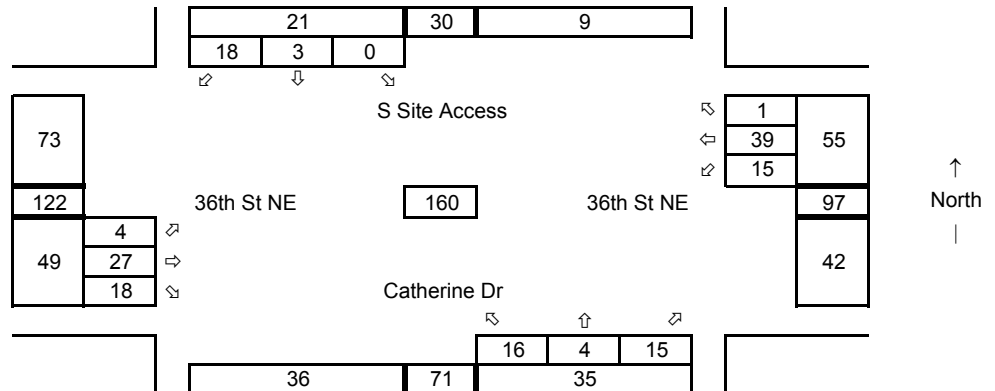 21 30 9
18 3 0
⬃ ⇩ ⬂
S Site Access
⬁ 1
73 ⇦ 39 55
⬃ 15 ↑
122 36th St NE 160 36th St NE 97 North
4 ⬀ |
49 27 ⇨ 42
18 ⬂ Catherine Dr
⬁ ⇧ ⬀
16 4 15
36 71 35